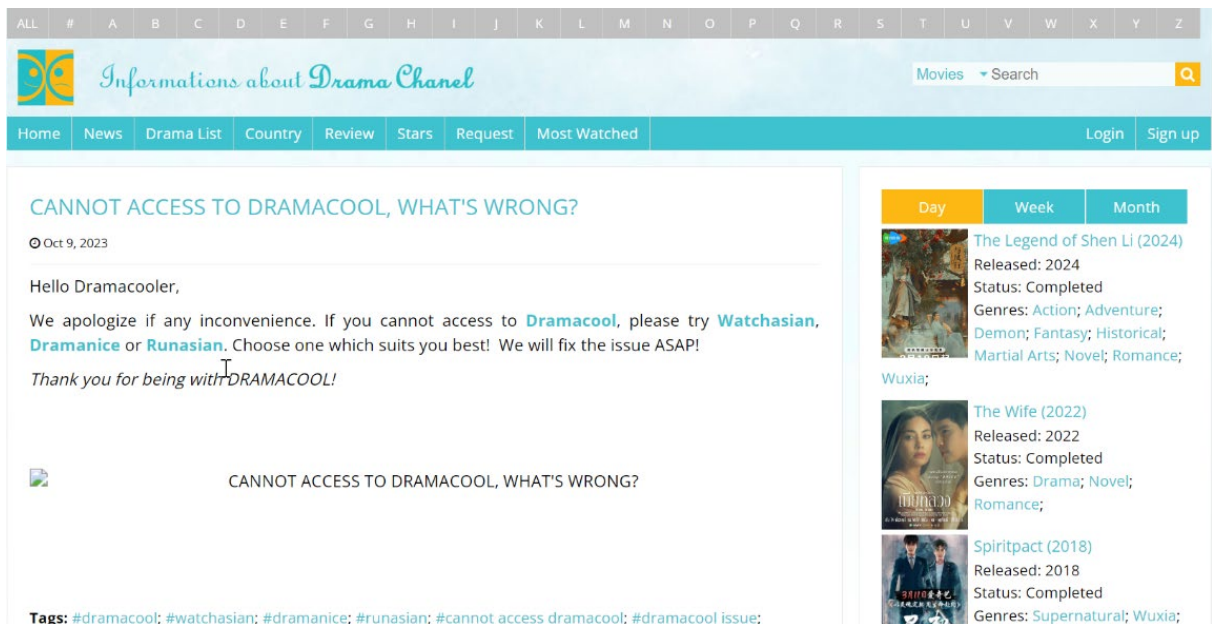 ALL # A B C D E F G H I J K L M N O P Q R S T U V W X Y Z
Informations about Drama Chanel
Movies Search
Home News Drama List Country Review Stars Request Most Watched Login Sign up
CANNOT ACCESS TO DRAMACOOL, WHAT'S WRONG?
Oct 9, 2023
Hello Dramacooler,
We apologize if any inconvenience. If you cannot access to Dramacool, please try Watchasian,
Dramanice or Runasian. Choose one which suits you best! We will fix the issue ASAP!
Thank you for being with DRAMACOOL!
CANNOT ACCESS TO DRAMACOOL, WHAT'S WRONG?
Tags: #dramacool; #watchasian; #dramanice; #runasian; #cannot access dramacool; #dramacool issue;
Day Week Month
The Legend of Shen Li (2024)
Released: 2024
Status: Completed
Genres: Action; Adventure;
Demon; Fantasy; Historical;
Martial Arts; Novel; Romance;
Wuxia;
The Wife (2022)
Released: 2022
Status: Completed
Genres: Drama; Novel;
Romance;
Spiritpact (2018)
Released: 2018
Status: Completed
Genres: Supernatural; Wuxia;